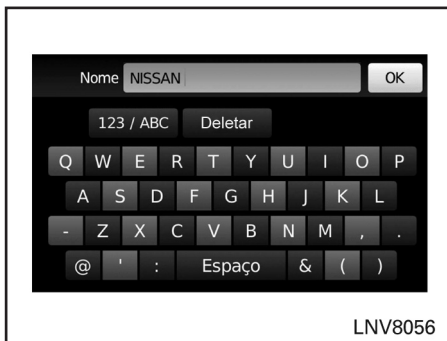 Nome NISSAN OK
123 / ABC Deletar
Q W E R T Y U I O P
A S D F G H J K L
- Z X C V B N M , .
@ ' : Espaço & ( )
LNV8056